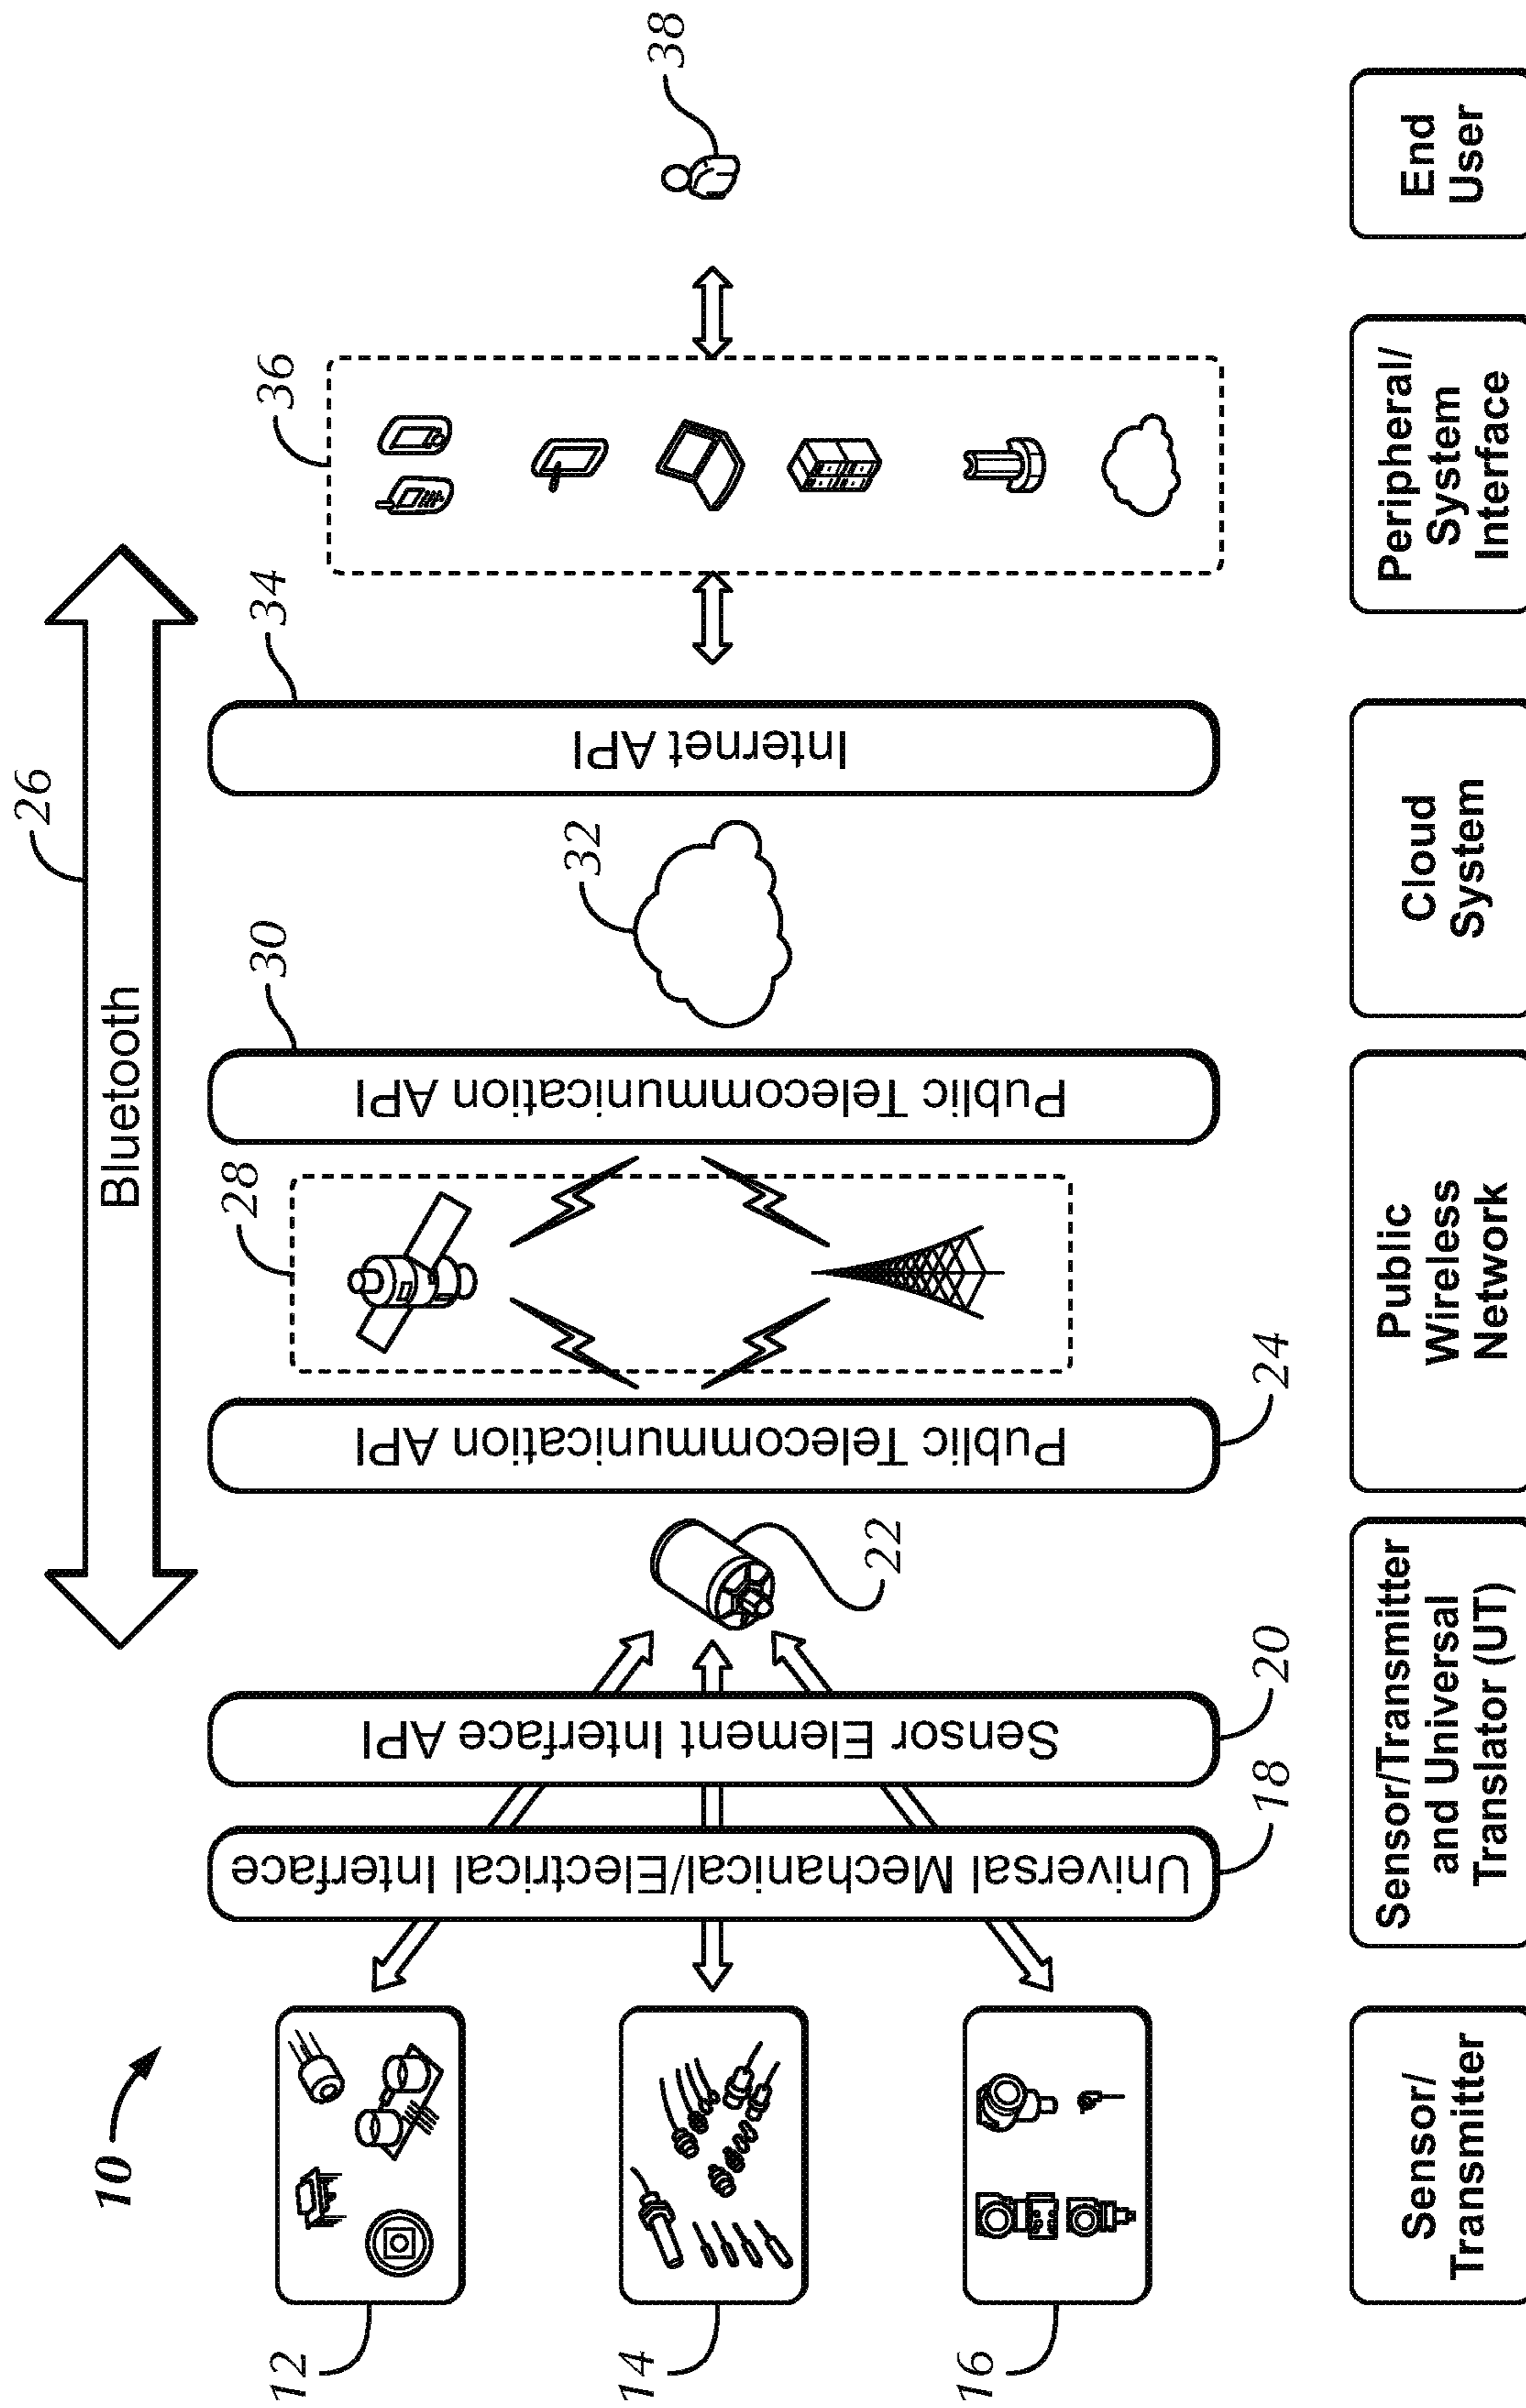 10
26
Bluetooth
12
14
16
Universal Mechanical/Electrical Interface
18
Sensor Element Interface API
20
22
Public Telecommunication API
24
28
Public Telecommunication API
30
32
Internet API
34
36
38
Sensor/
Transmitter
Sensor/Transmitter
and Universal
Translator (UT)
Public
Wireless
Network
Cloud
System
Peripheral/
System
Interface
End
User